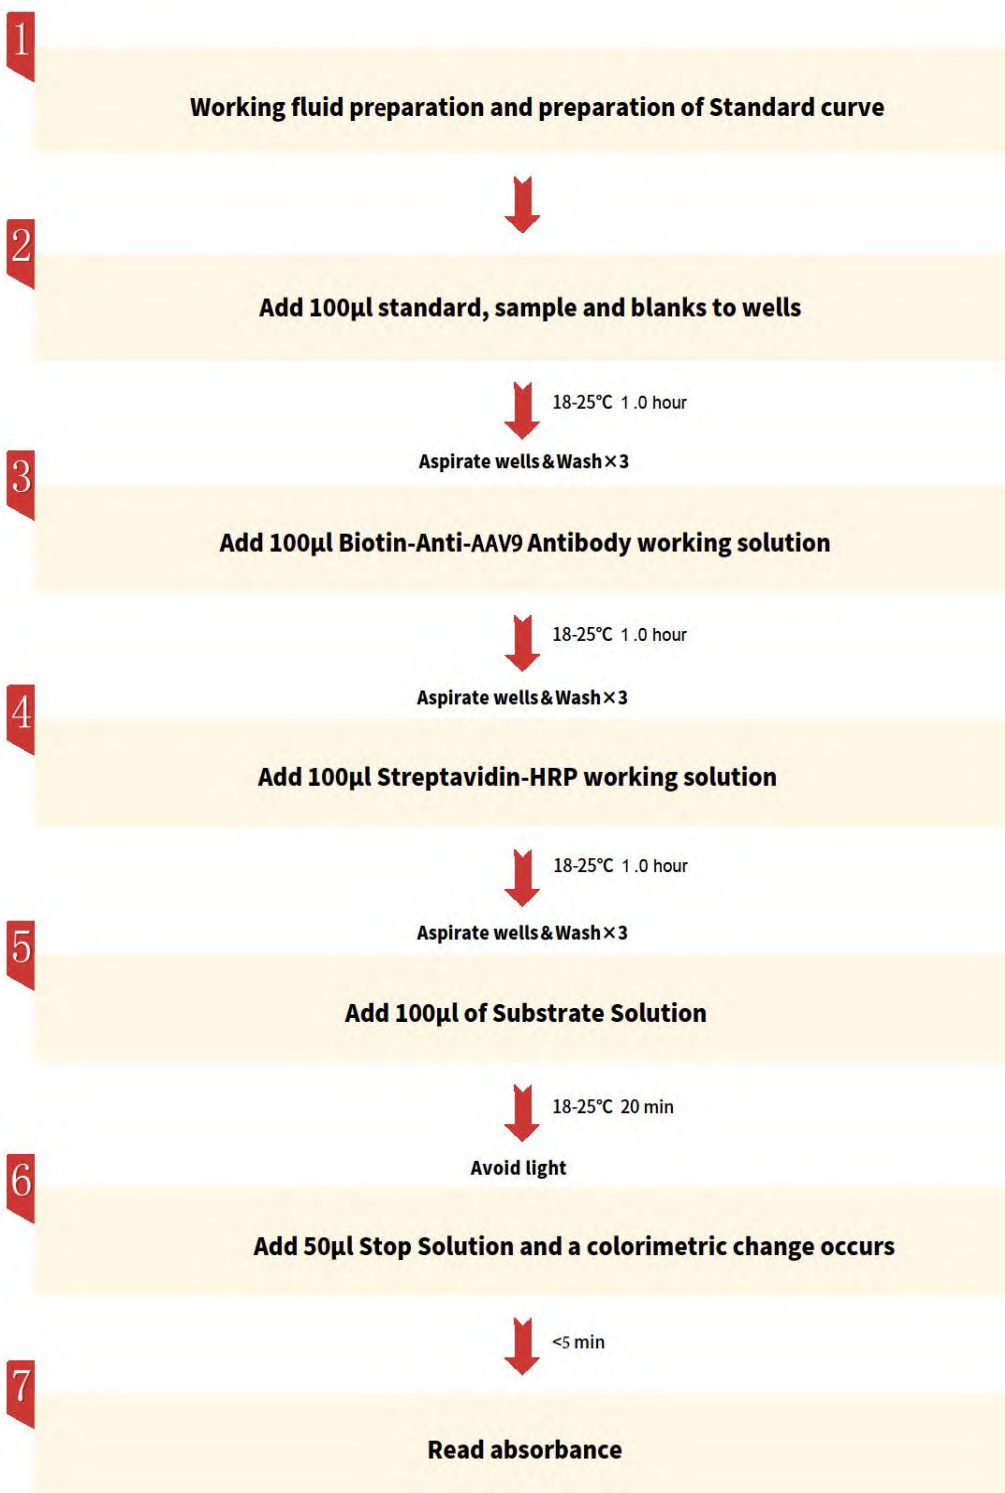 1
Working fluid preparation and preparation of Standard curve
2
Add 100μl standard, sample and blanks to wells
18-25℃ 1 .0 hour
Aspirate wells&Wash×3
3
Add 100μl Biotin-Anti-AAV9 Antibody working solution
18-25℃ 1 .0 hour
Aspirate wells&Wash×3
4
Add 100μl Streptavidin-HRP working solution
18-25℃ 1 .0 hour
Aspirate wells&Wash×3
5
Add 100μl of Substrate Solution
18-25℃ 20 min
Avoid light
6
Add 50μl Stop Solution and a colorimetric change occurs
<5 min
7
Read absorbance